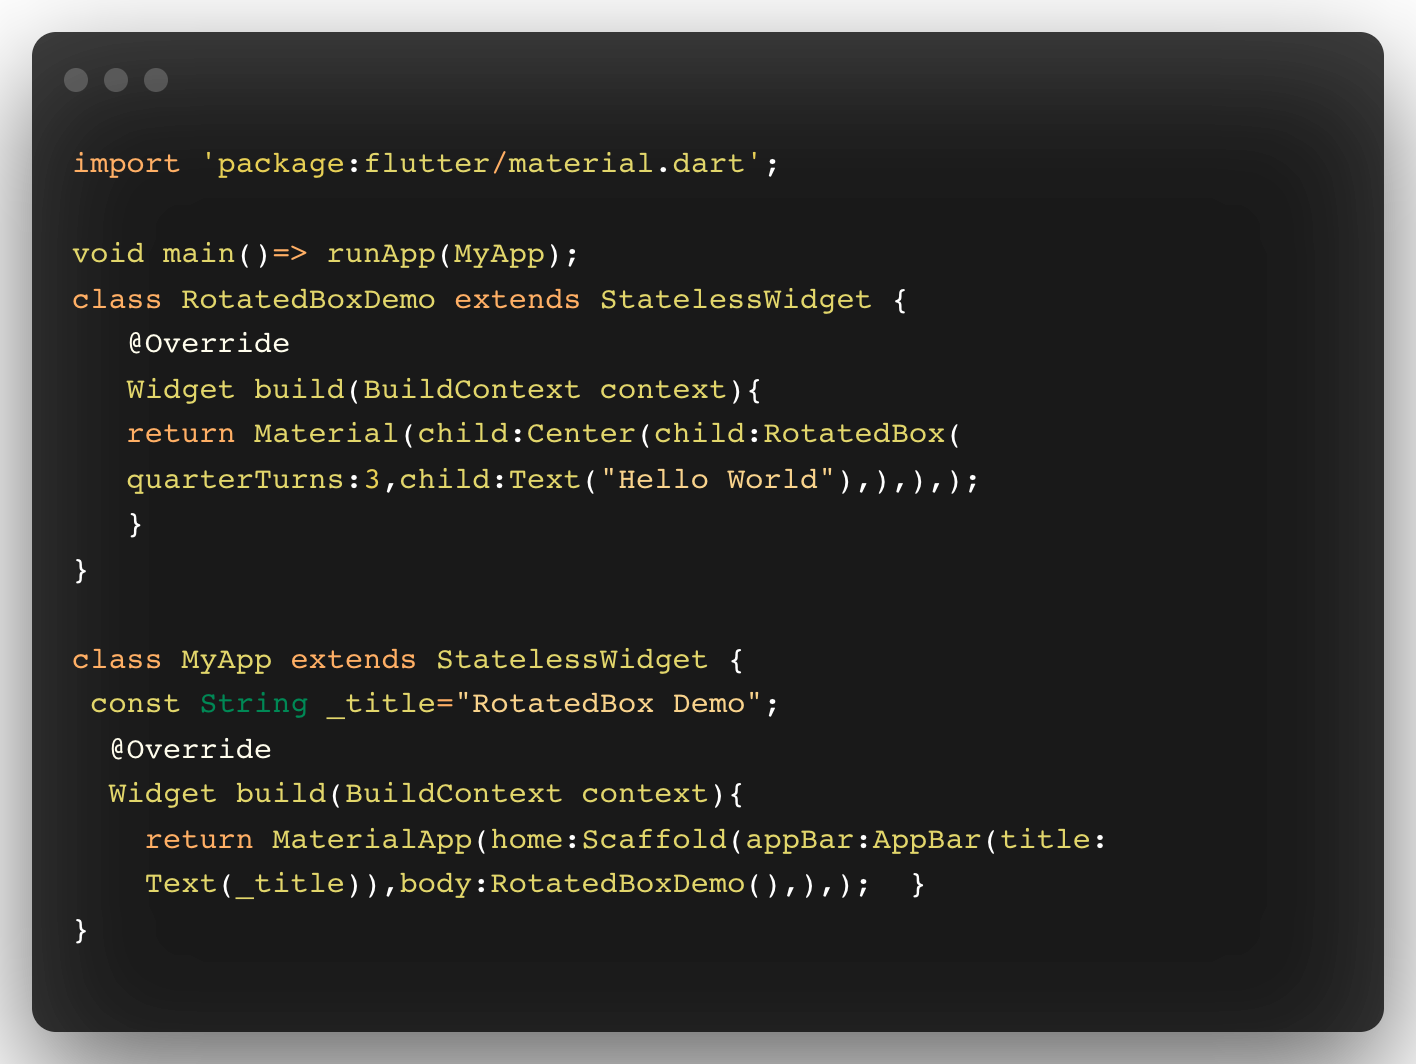 import 'package:flutter/material.dart';
void main()=> runApp(MyApp);
class RotatedBoxDemo extends StatelessWidget {
@Override
Widget build(BuildContext context){
return Material(child:Center(child:RotatedBox(
quarterTurns:3,child:Text("Hello World"),),),);
}
}
class MyApp extends StatelessWidget {
const String _title="RotatedBox Demo";
@Override
Widget build(BuildContext context){
return MaterialApp(home:Scaffold(appBar:AppBar(title:
Text(_title)),body:RotatedBoxDemo(),),);  }
}